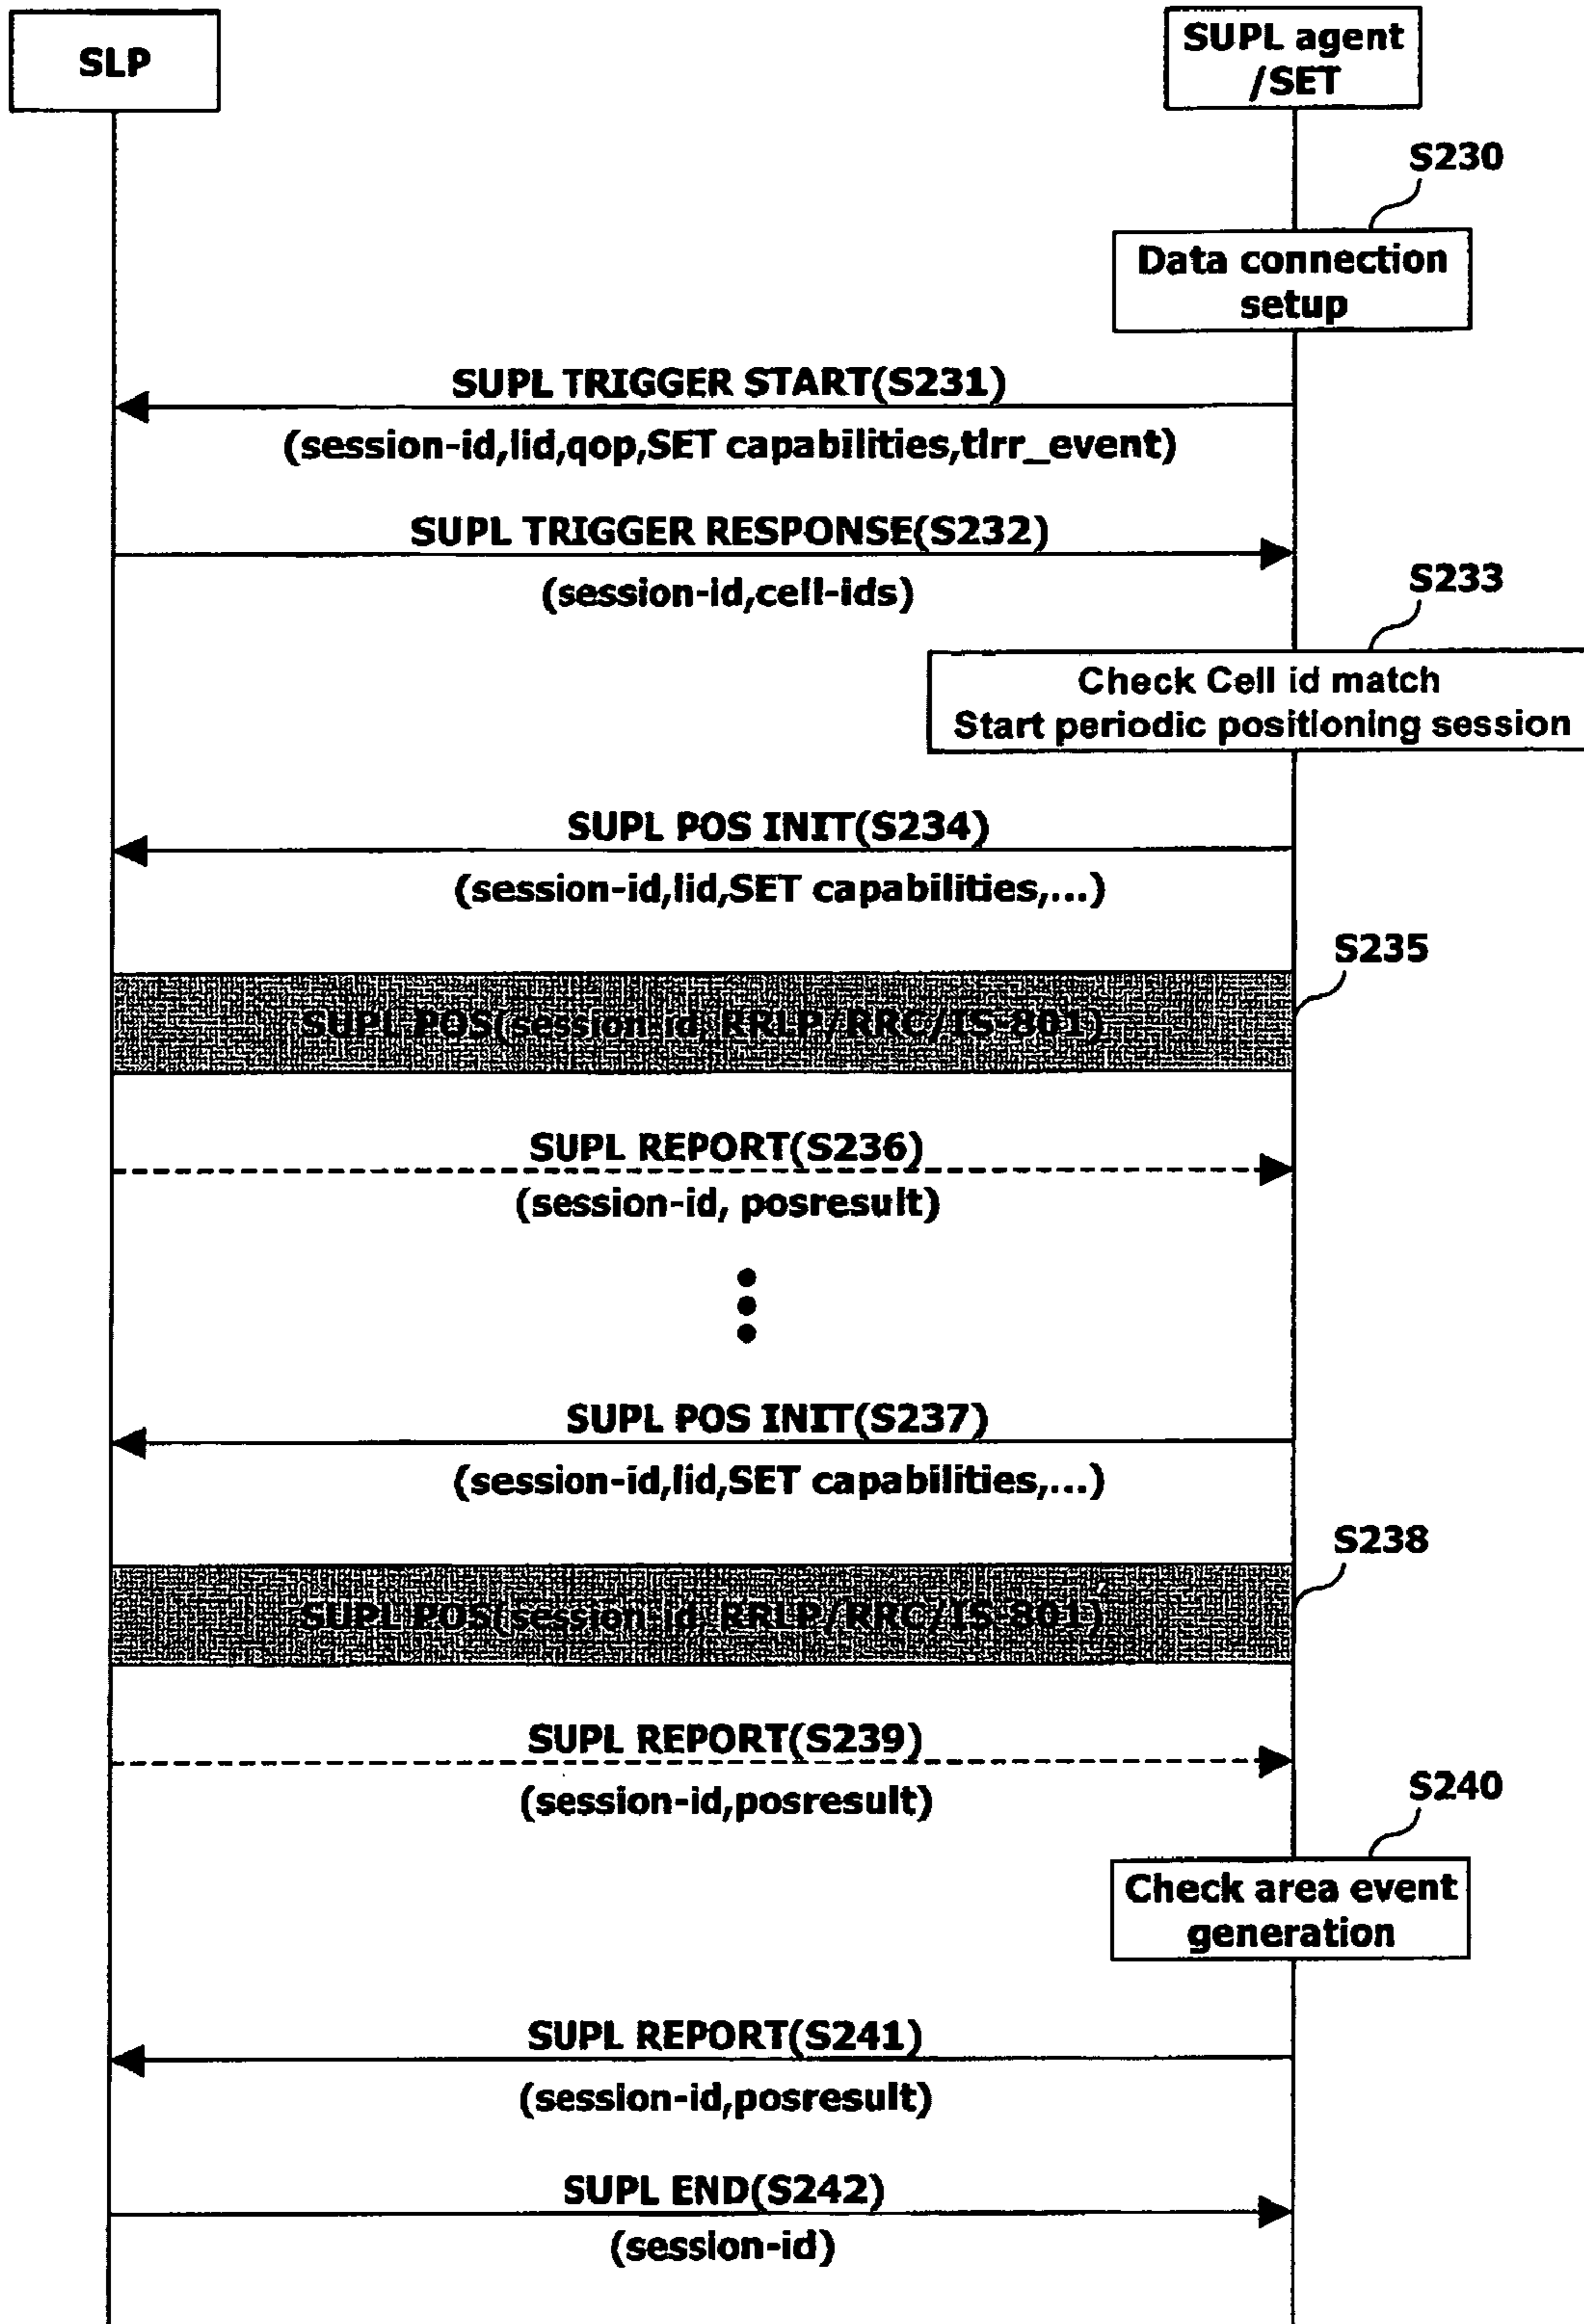 SLP
SUPL agent
/SET
S230
Data connection
setup
SUPL TRIGGER START(S231)
(session-id,lid,qop,SET capabilities,tlrr_event)
SUPL TRIGGER RESPONSE(S232)
(session-id,cell-ids)
S233
Check Cell id match
Start periodic positioning session
SUPL POS INIT(S234)
(session-id,lid,SET capabilities,...)
S235
SUPL POS(session-id, RRLP/RRC/IS-801)
SUPL REPORT(S236)
(session-id, posresult)
SUPL POS INIT(S237)
(session-id,lid,SET capabilities,...)
S238
SUPL POS(session-id, RRLP/RRC/IS-801)
SUPL REPORT(S239)
(session-id,posresult)
S240
Check area event
generation
SUPL REPORT(S241)
(session-id,posresult)
SUPL END(S242)
(session-id)